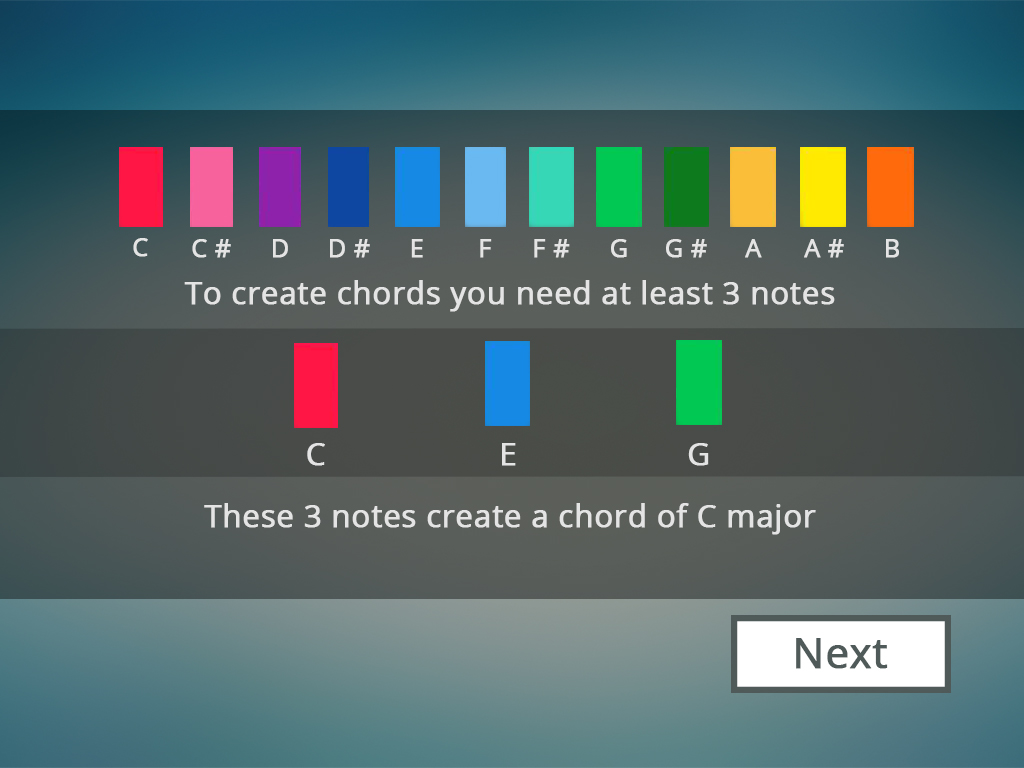 C C# D D# E F F# G G# A A# B
To create chords you need at least 3 notes
C E G
These 3 notes create a chord of C major
Next